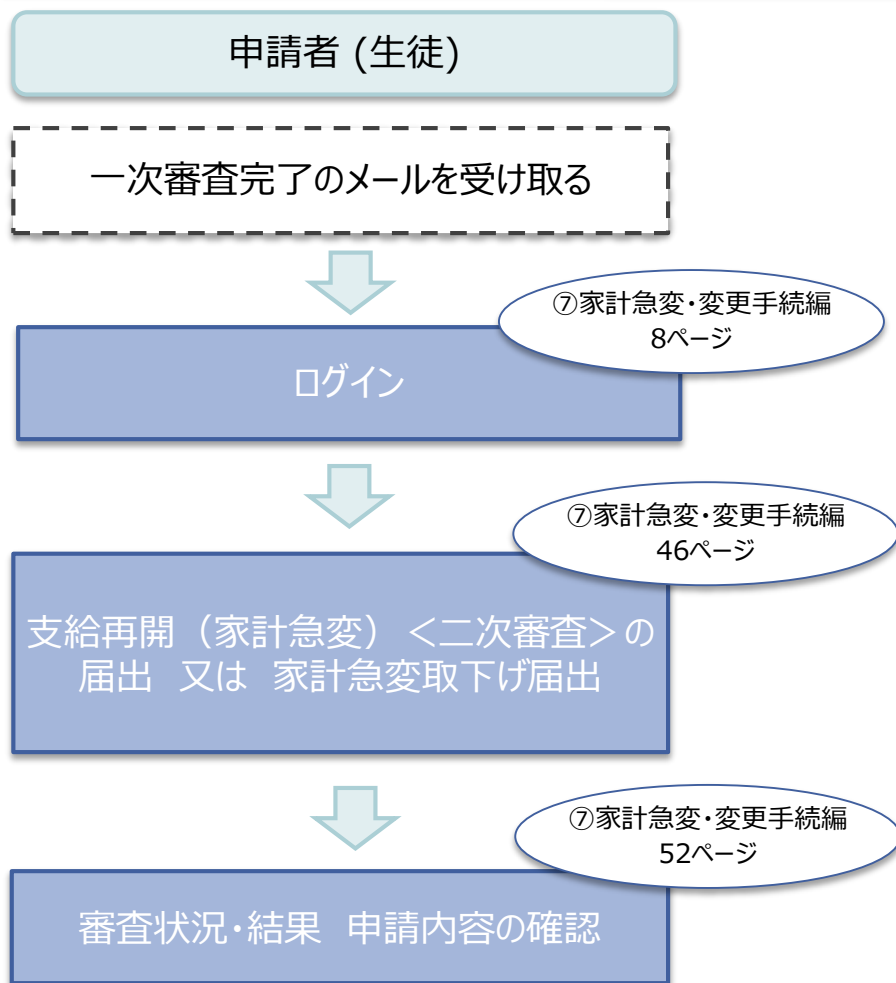 申請者 (生徒)
一次審査完了のメールを受け取る
⑦家計急変・変更手続編
8ページ
ログイン
⑦家計急変・変更手続編
46ページ
支給再開（家計急変）＜二次審査＞の
届出　又は　家計急変取下げ届出
⑦家計急変・変更手続編
52ページ
審査状況・結果　申請内容の確認